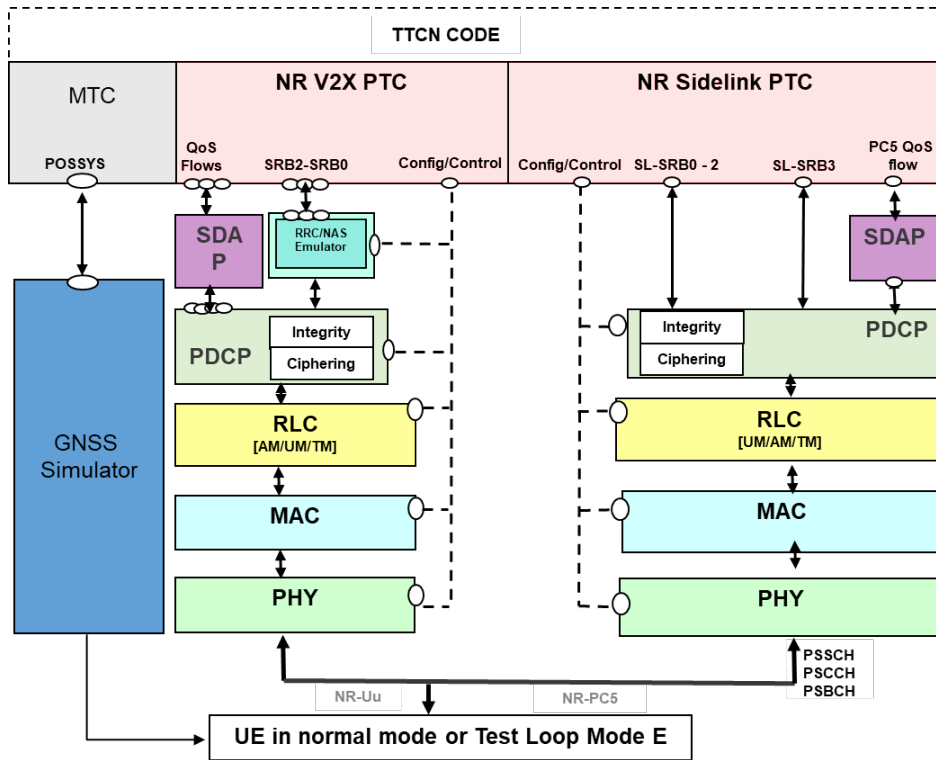 TTCN CODE
MTC
NR V2X PTC
NR Sidelink PTC
POSSYS
QoS
Flows
SRB2-SRB0
Config/Control
Config/Control
SL-SRB0 - 2
SL-SRB3
PC5 QoS
flow
SDA
P
RRC/NAS
Emulator
SDAP
PDCP
Integrity
Ciphering
Integrity
Ciphering
PDCP
GNSS
Simulator
RLC
[AM/UM/TM]
RLC
[UM/AM/TM]
MAC
MAC
PHY
PHY
PSSCH
PSCCH
PSBCH
NR-Uu
NR-PC5
UE in normal mode or Test Loop Mode E